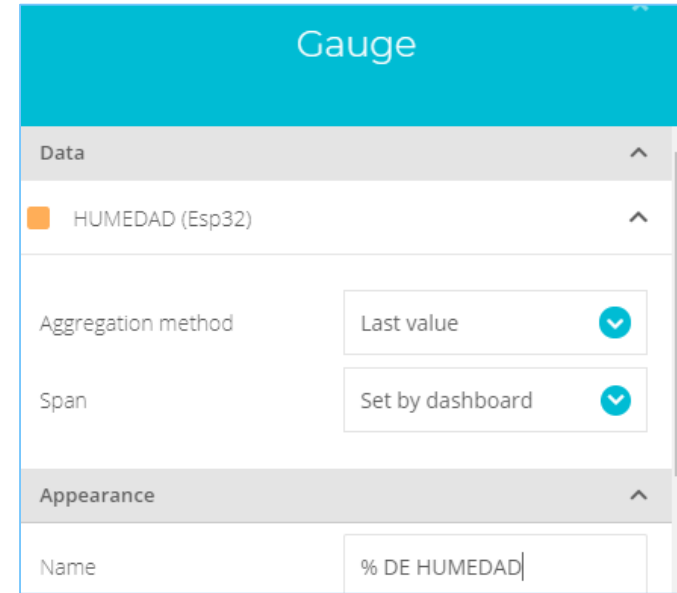 Gauge
Data
HUMEDAD (Esp32)
Aggregation method Last value
Span Set by dashboard
Appearance
Name % DE HUMEDAD